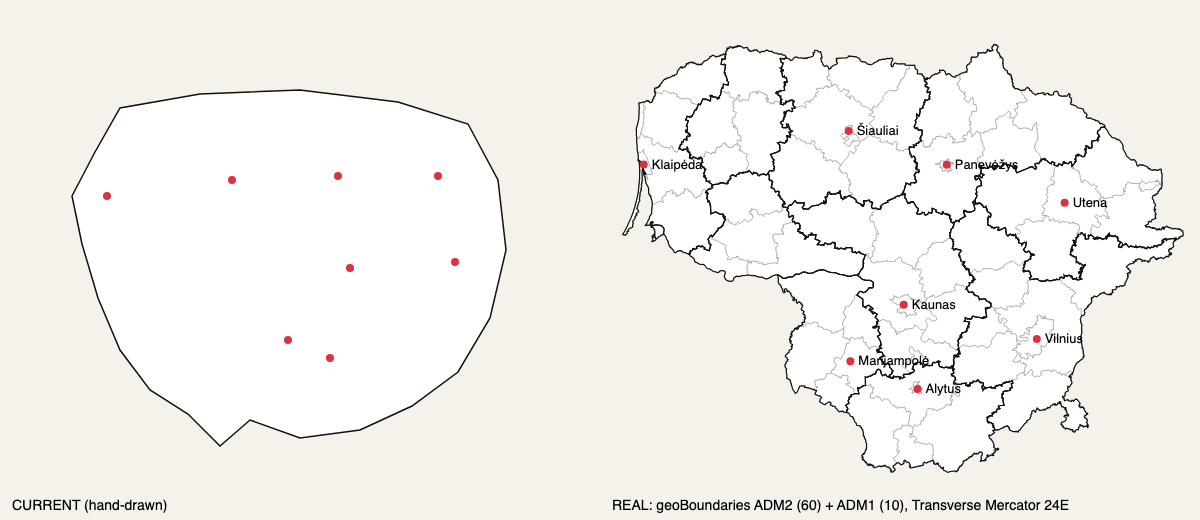 Šiauliai
Klaipėda
Panevėžys
Utena
Kaunas
Vilnius
Marijampolė
Alytus
CURRENT (hand-drawn)
REAL: geoBoundaries ADM2 (60) + ADM1 (10), Transverse Mercator 24E